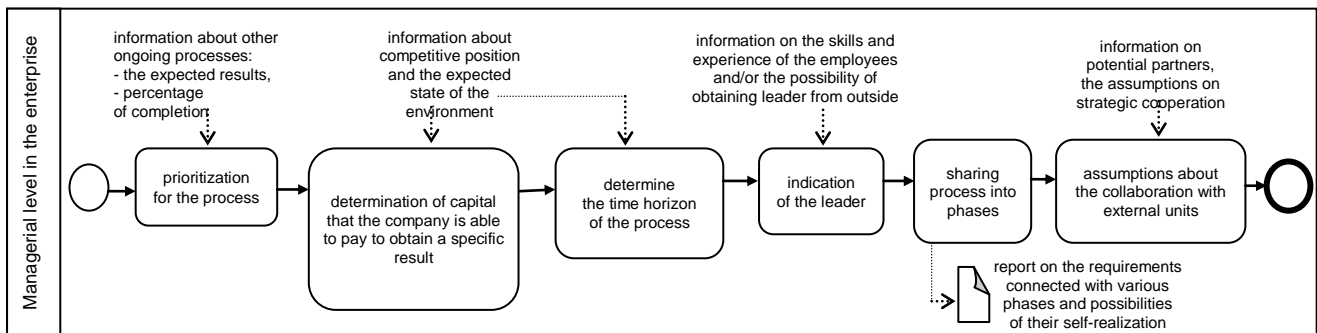 Managerial level in the enterprise
information about other
ongoing processes:
- the expected results,
- percentage
of completion
information about
competitive position
and the expected
state of the
environment
information on the skills and
experience of the employees
and/or the possibility of
obtaining leader from outside
information on
potential partners,
the assumptions on
strategic cooperation
prioritization
for the process
determination of capital
that the company is able
to pay to obtain a specific
result
determine
the time horizon
of the process
indication
of the leader
sharing
process into
phases
assumptions about
the collaboration with
external units
report on the requirements
connected with various
phases and possibilities
of their self-realization